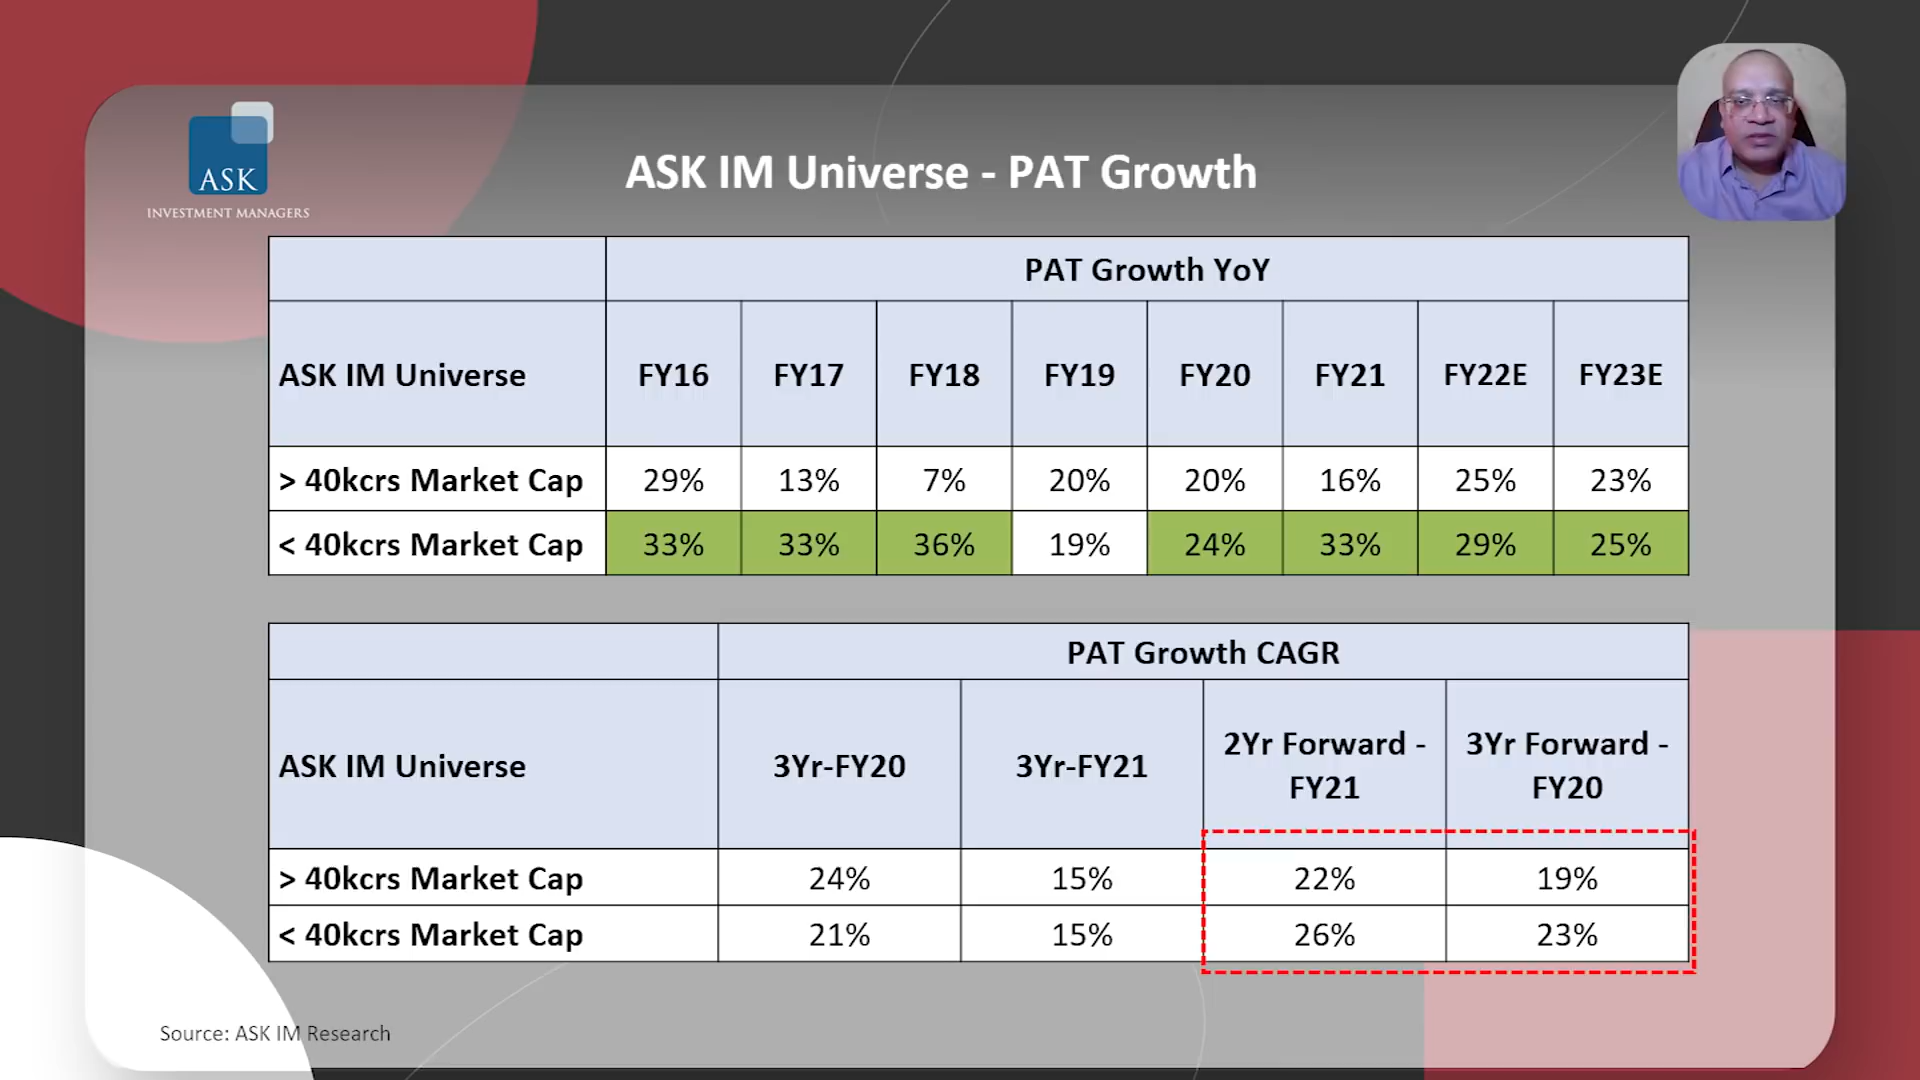 ASK
INVESTMENT MANAGERS
ASK IM Universe - PAT Growth
PAT Growth YoY
ASK IM Universe FY16 FY17 FY18 FY19 FY20 FY21 FY22E FY23E
> 40kcrs Market Cap 29% 13% 7% 20% 20% 16% 25% 23%
< 40kcrs Market Cap 33% 33% 36% 19% 24% 33% 29% 25%
PAT Growth CAGR
ASK IM Universe 3Yr-FY20 3Yr-FY21 2Yr Forward - FY21 3Yr Forward - FY20
> 40kcrs Market Cap 24% 15% 22% 19%
< 40kcrs Market Cap 21% 15% 26% 23%
Source: ASK IM Research